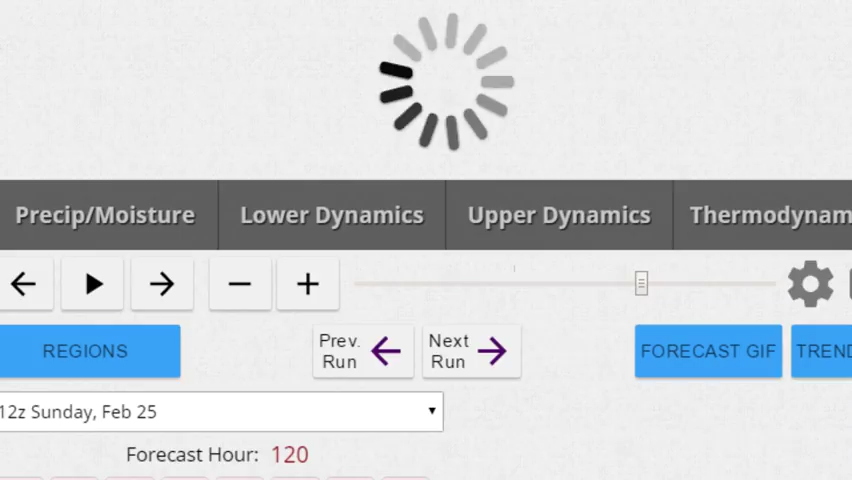 Precip/Moisture Lower Dynamics Upper Dynamics Thermodynam
REGIONS Prev. Run Next Run FORECAST GIF TREND
12z Sunday, Feb 25
Forecast Hour: 120